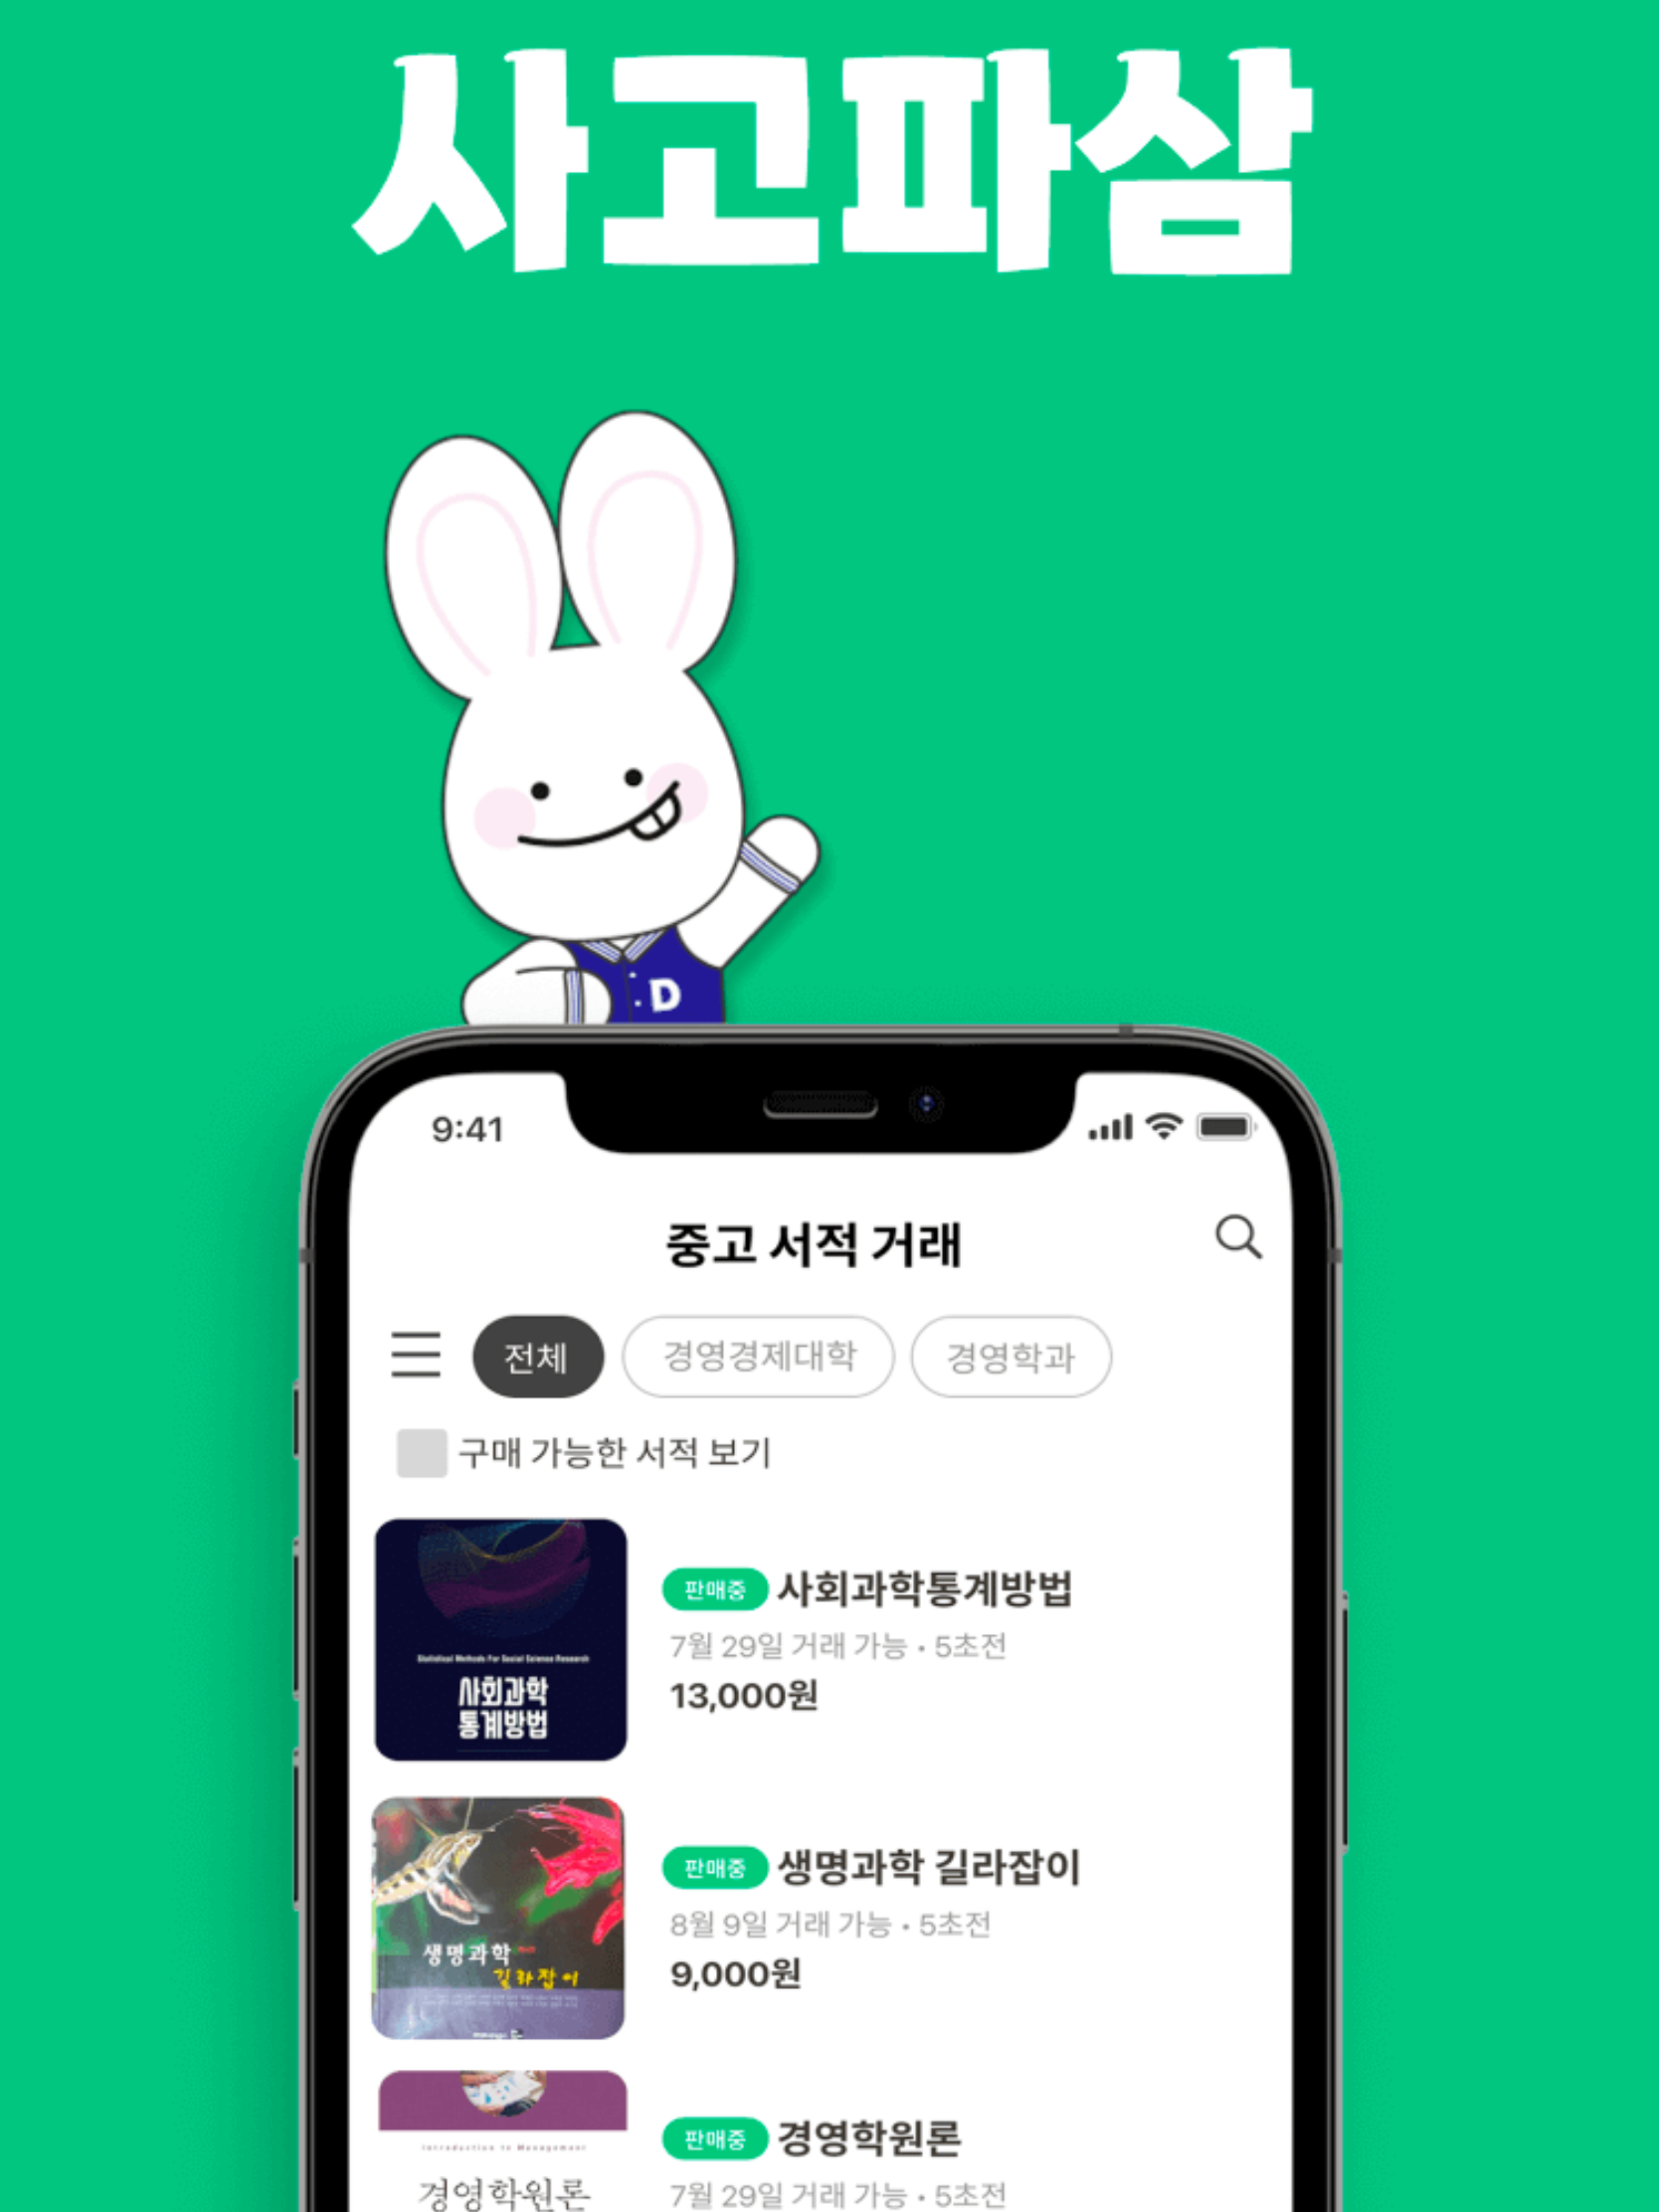 사고파삼
D
9:41
중고 서적 거래
전체
경영경제대학
경영학과
구매 가능한 서적 보기
Statistical Methods For Social Science Research
사회과학
통계방법
판매중 사회과학통계방법
7월 29일 거래 가능 • 5초전
13,000원
생명과학
길라잡이
판매중 생명과학 길라잡이
8월 9일 거래 가능 • 5초전
9,000원
Introduction to Management
경영학원론
판매중 경영학원론
7월 29일 거래 가능 • 5초전